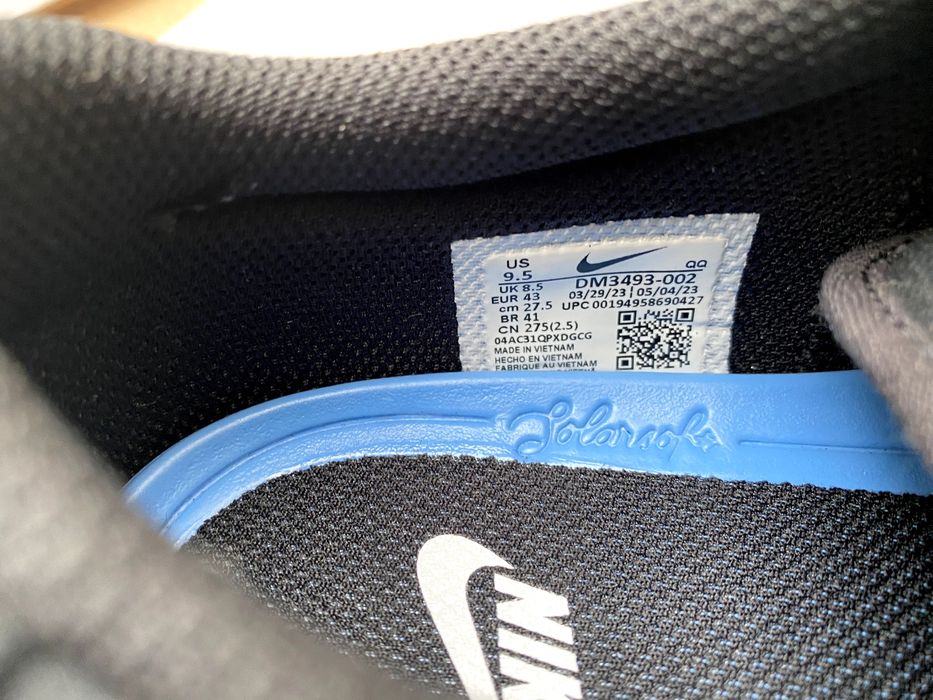 US
9.5
QQ
UK 8.5
DM3493-002
EUR 43
03/29/23 | 05/04/23
cm 27.5
UPC 00194958690427
BR 41
CN 275(2.5)
04AC31QPXDGCG
MADE IN VIETNAM
HECHO EN VIETNAM
FABRIQUE AU VIETNAM
Solarsoft
NIK